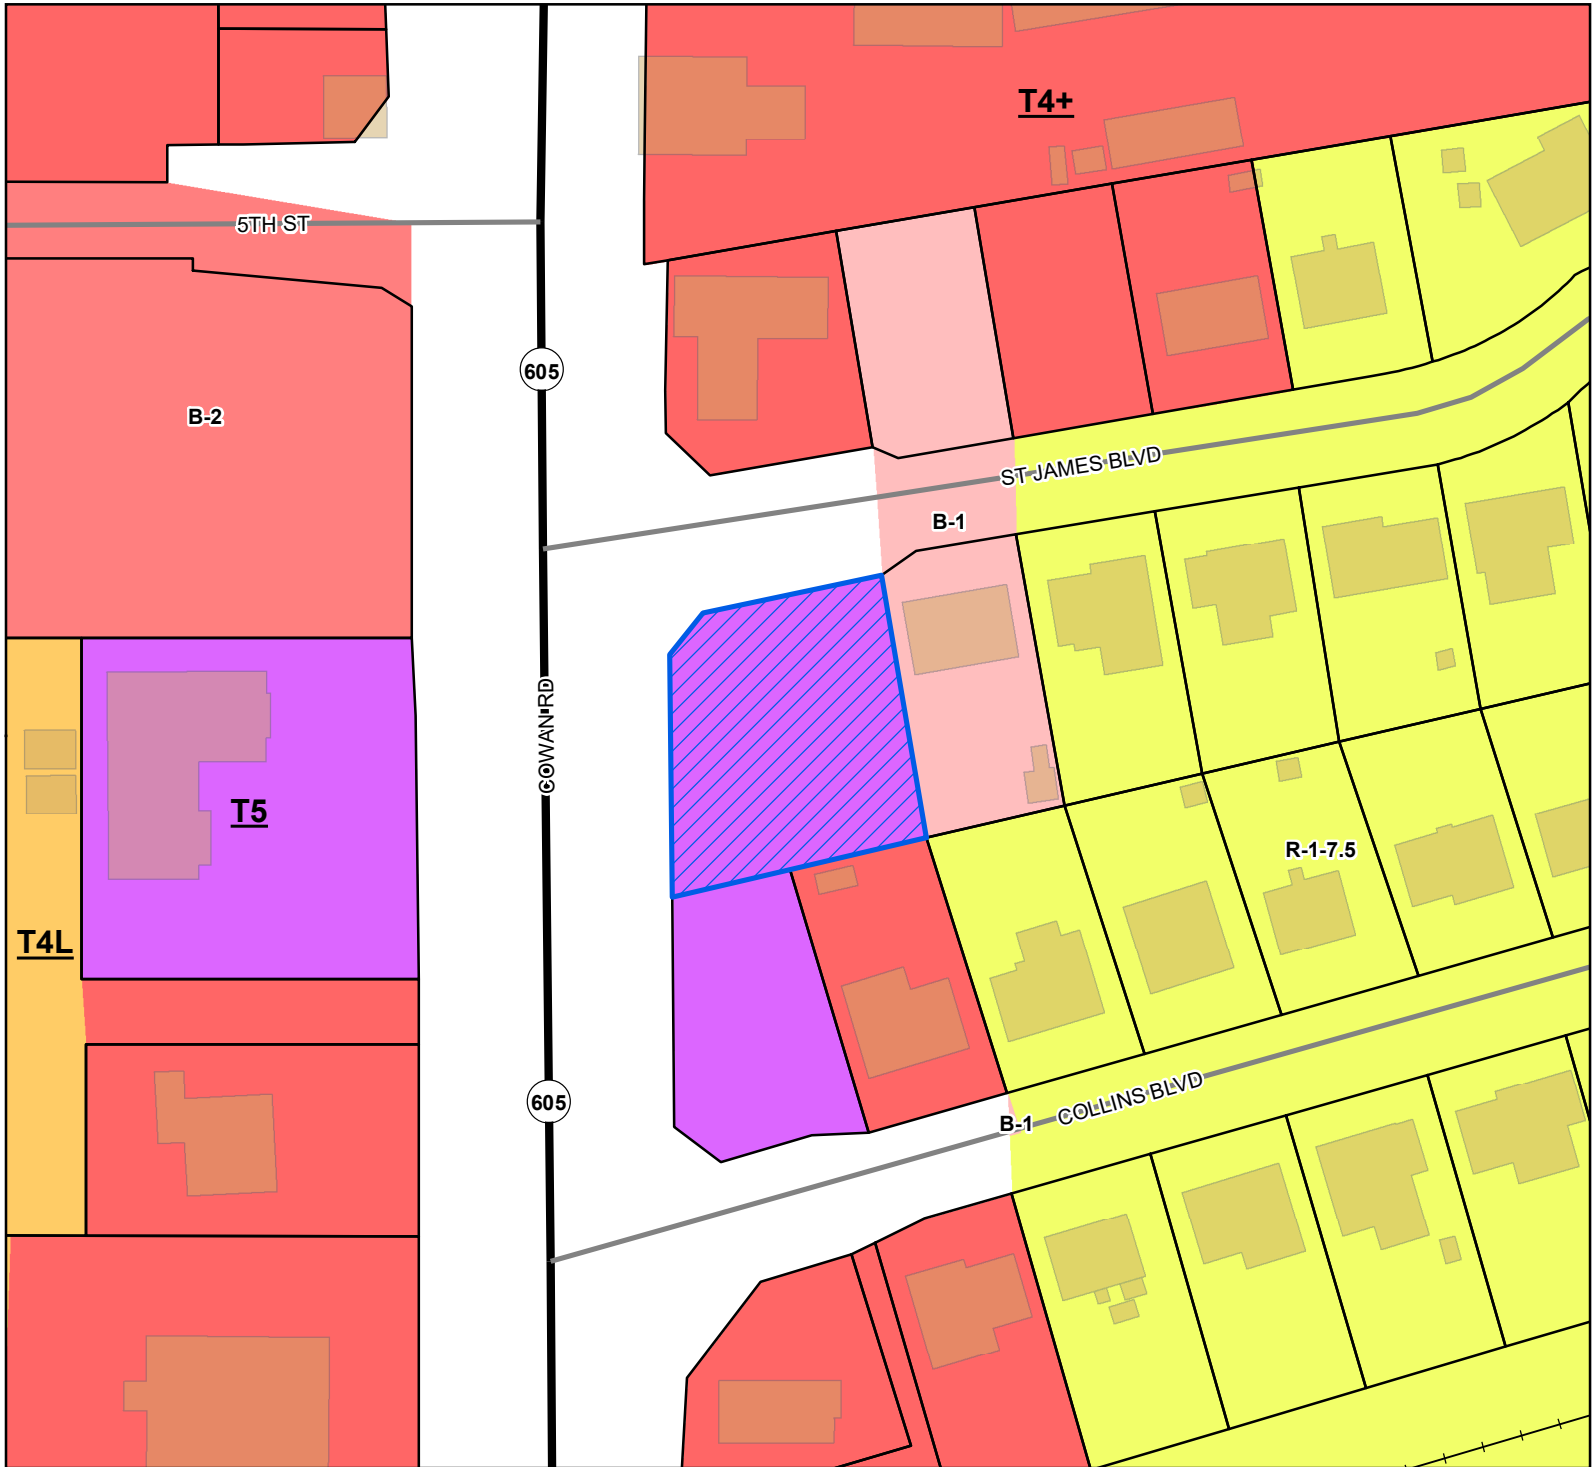 T4+
5TH ST
605
B-2
ST JAMES BLVD
B-1
COWAN RD
T5
R-1-7.5
T4L
605
COLLINS BLVD
B-1